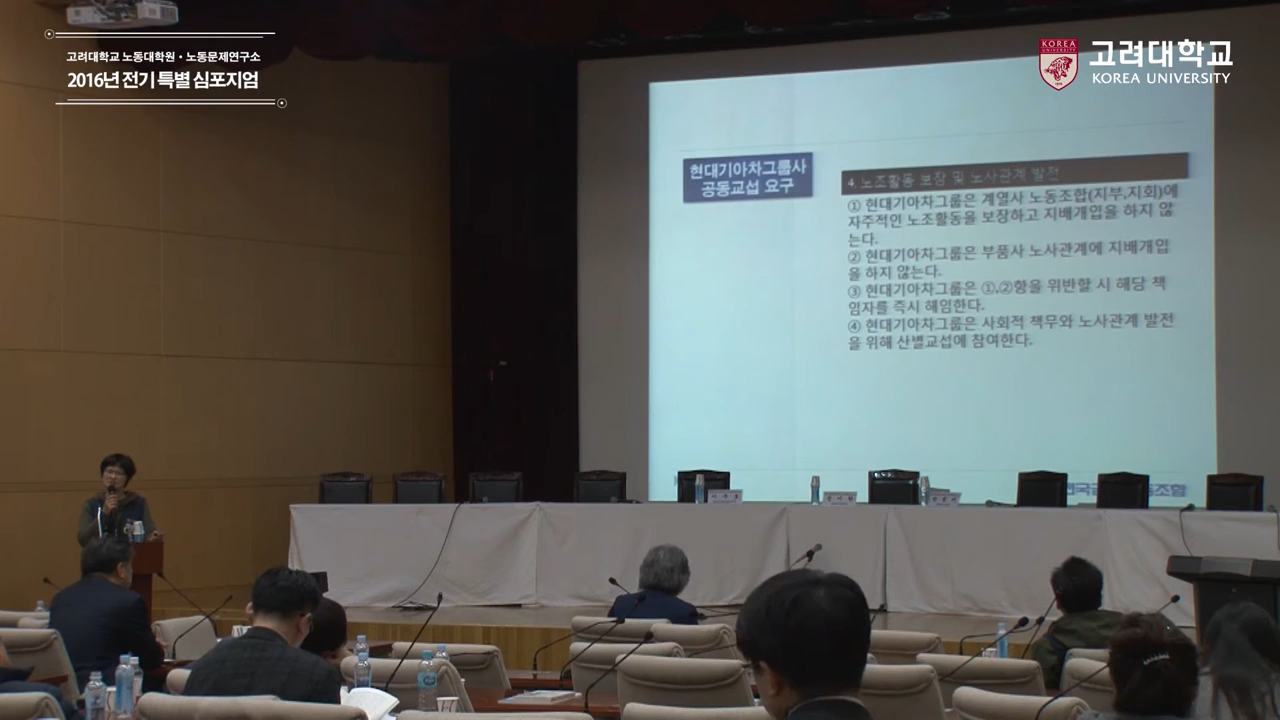 고려대학교 노동대학원 • 노동문제연구소
2016년 전기 특별 심포지엄
KOREA
UNIVERSITY
고려대학교
KOREA UNIVERSITY
현대기아차그룹사
공동교섭 요구
4. 노조활동 보장 및 노사관계 발전
① 현대기아차그룹은 계열사 노동조합(지부,지회)에
자주적인 노조활동을 보장하고 지배개입을 하지 않
는다.
② 현대기아차그룹은 부품사 노사관계에 지배개입
을 하지 않는다.
③ 현대기아차그룹은 ①,②항을 위반할 시 해당 책
임자를 즉시 해임한다.
④ 현대기아차그룹은 사회적 책무와 노사관계 발전
을 위해 산별교섭에 참여한다.